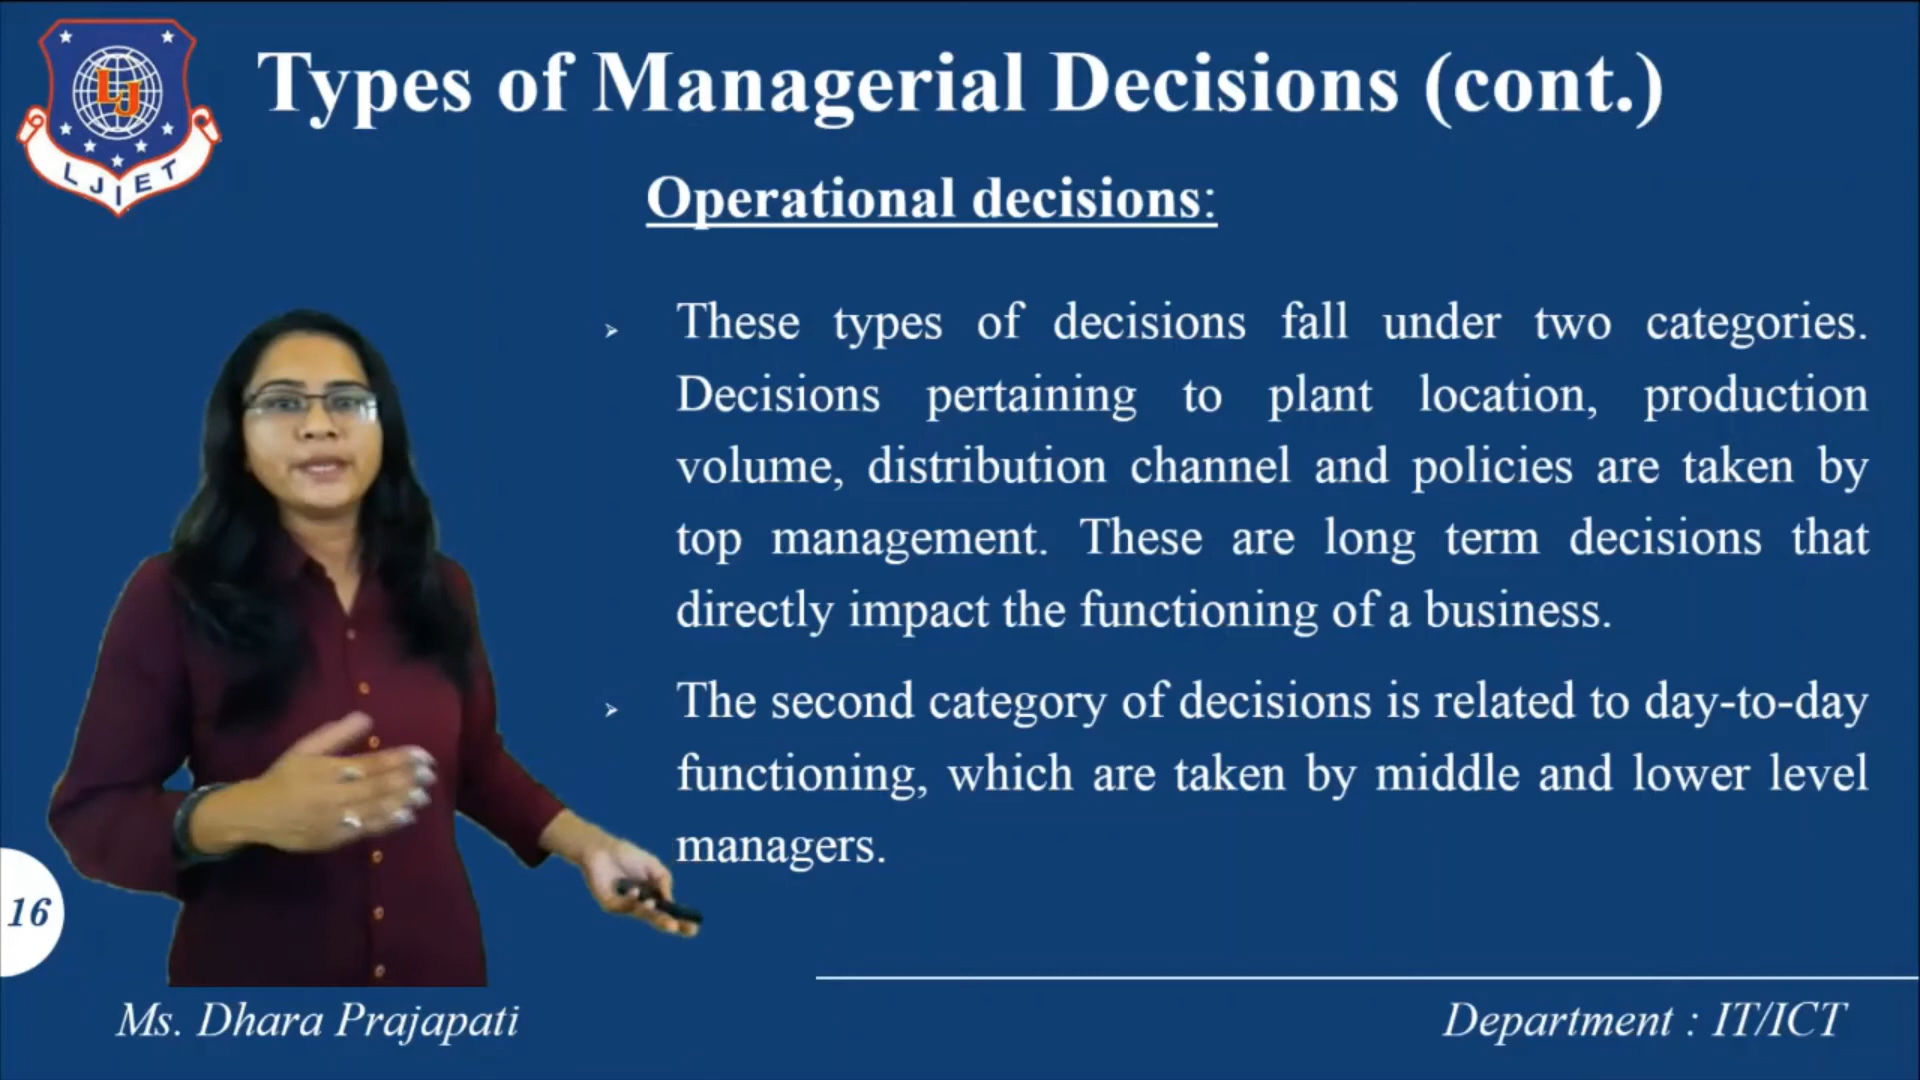 LJ
LJIET
Types of Managerial Decisions (cont.)
Operational decisions:
These types of decisions fall under two categories.
Decisions pertaining to plant location, production
volume, distribution channel and policies are taken by
top management. These are long term decisions that
directly impact the functioning of a business.
The second category of decisions is related to day-to-day
functioning, which are taken by middle and lower level
managers.
16
Ms. Dhara Prajapati
Department : IT/ICT